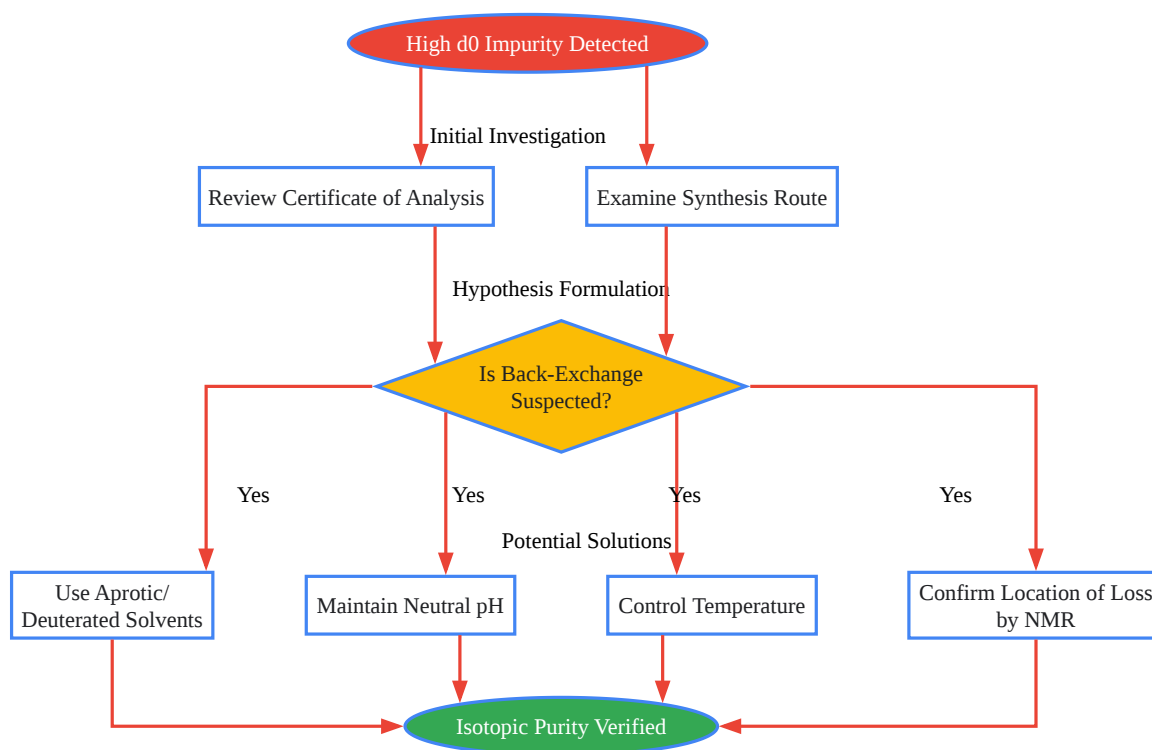 High d0 Impurity Detected
Initial Investigation
Review Certificate of Analysis
Examine Synthesis Route
Hypothesis Formulation
Is Back-Exchange
Suspected?
Yes
Yes
Yes
Yes
Potential Solutions
Use Aprotic/
Deuterated Solvents
Maintain Neutral pH
Control Temperature
Confirm Location of Loss
by NMR
Isotopic Purity Verified